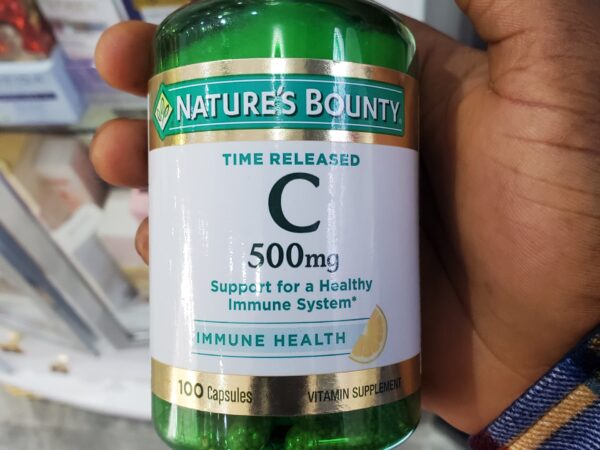 NATURE'S BOUNTY®
TIME RELEASED
C
500mg
Support for a Healthy
Immune System*
IMMUNE HEALTH
100 Capsules
VITAMIN SUPPLEMENT